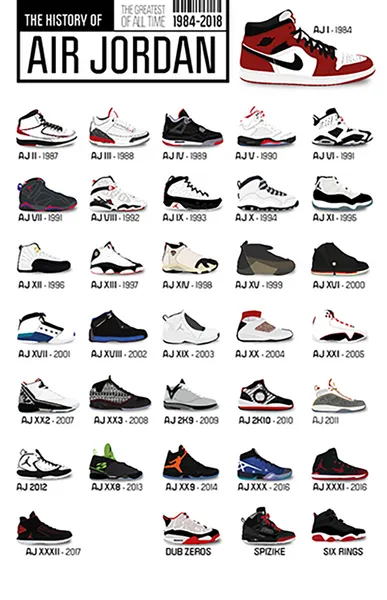 THE HISTORY OF
AIR JORDAN
THE GREATEST
OF ALL TIME
1984-2018
AJ I - 1984
AJ II - 1987
AJ III - 1988
AJ IV - 1989
AJ V - 1990
AJ VI - 1991
AJ VII - 1991
AJ VIII - 1992
AJ IX - 1993
AJ X - 1994
AJ XI - 1995
AJ XII - 1996
AJ XIII - 1997
AJ XIV - 1998
AJ XV - 1999
AJ XVI - 2000
AJ XVII - 2001
AJ XVIII - 2002
AJ XIX - 2003
AJ XX - 2004
AJ XXI - 2005
AJ XX2 - 2007
AJ XX3 - 2008
AJ 2K9 - 2009
AJ 2K10 - 2010
AJ 2011
AJ 2012
AJ XX8 - 2013
AJ XX9 - 2014
AJ XXX - 2016
AJ XXXI - 2016
AJ XXXII - 2017
DUB ZEROS
SPIZIKE
SIX RINGS